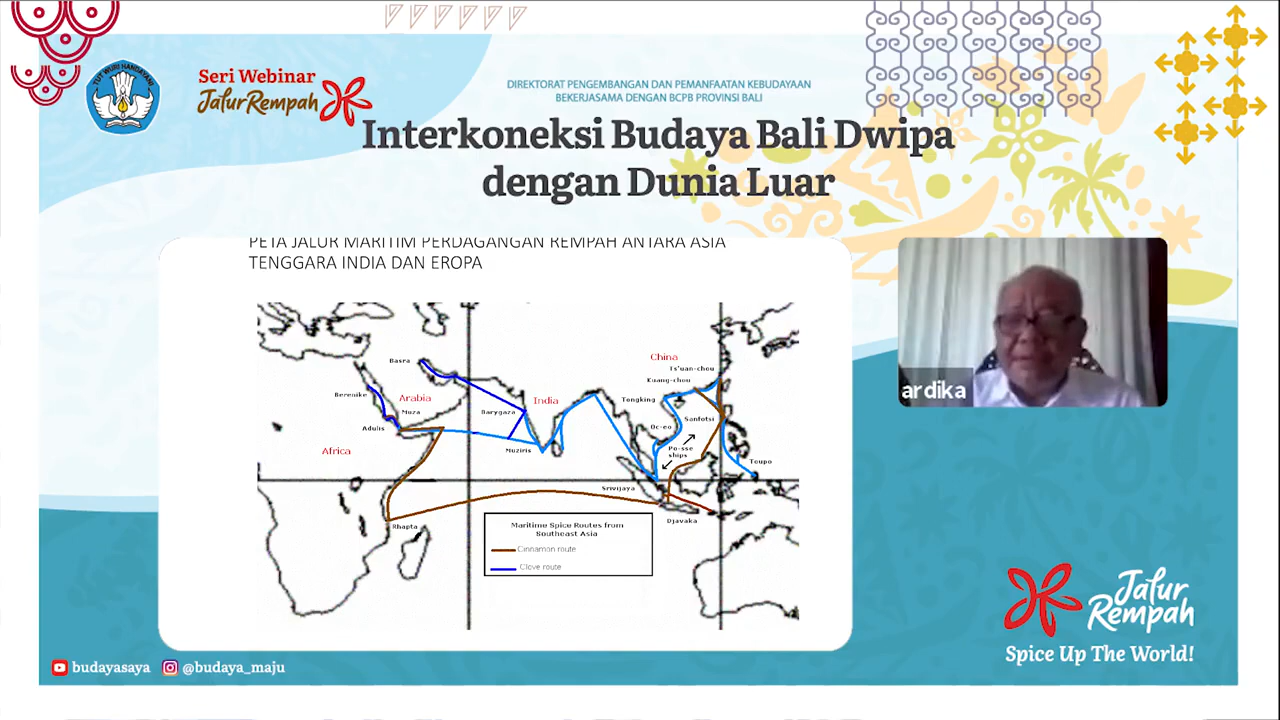 TUT WURI HANDAYANI
Seri Webinar
Jalur Rempah
DIREKTORAT PENGEMBANGAN DAN PEMANFAATAN KEBUDAYAAN
BEKERJASAMA DENGAN BCPB PROVINSI BALI
Interkoneksi Budaya Bali Dwipa
dengan Dunia Luar
PETA JALUR MARITIM PERDAGANGAN REMPAH ANTARA ASIA
TENGGARA INDIA DAN EROPA
China
Basra
Ts'uan-chou
Kuang-chou
Berenike
Arabia
India
Tongking
Muza
Barygaza
Sanfotsi
Adulis
Oc-eo
Africa
Muziris
Po-sse
ships
Toupo
Srivijaya
Djavaka
Rhapta
Maritime Spice Routes from
Southeast Asia
Cinnamon route
Clove route
ardika
Jalur
Rempah
Spice Up The World!
budayasaya
@budaya_maju